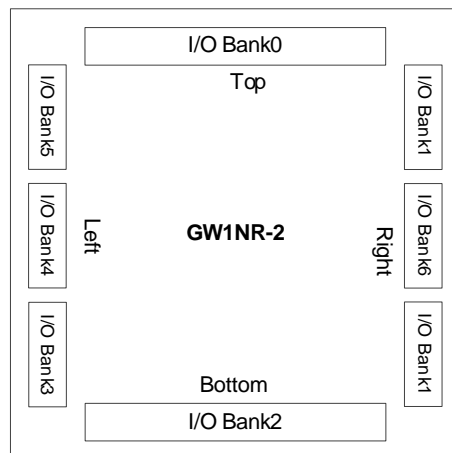 I/O Bank0
Top
I/O Bank5
I/O Bank1
Left
GW1NR-2
Right
I/O Bank4
I/O Bank6
I/O Bank3
I/O Bank1
Bottom
I/O Bank2